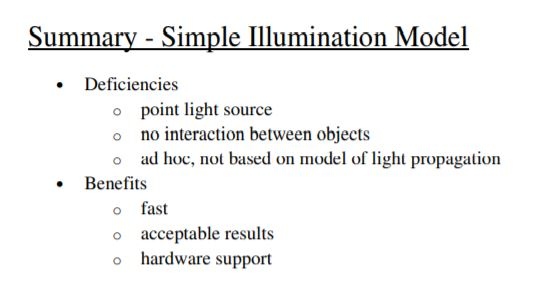 Summary - Simple Illumination Model
• Deficiencies
o point light source
o no interaction between objects
o ad hoc, not based on model of light propagation
• Benefits
o fast
o acceptable results
o hardware support